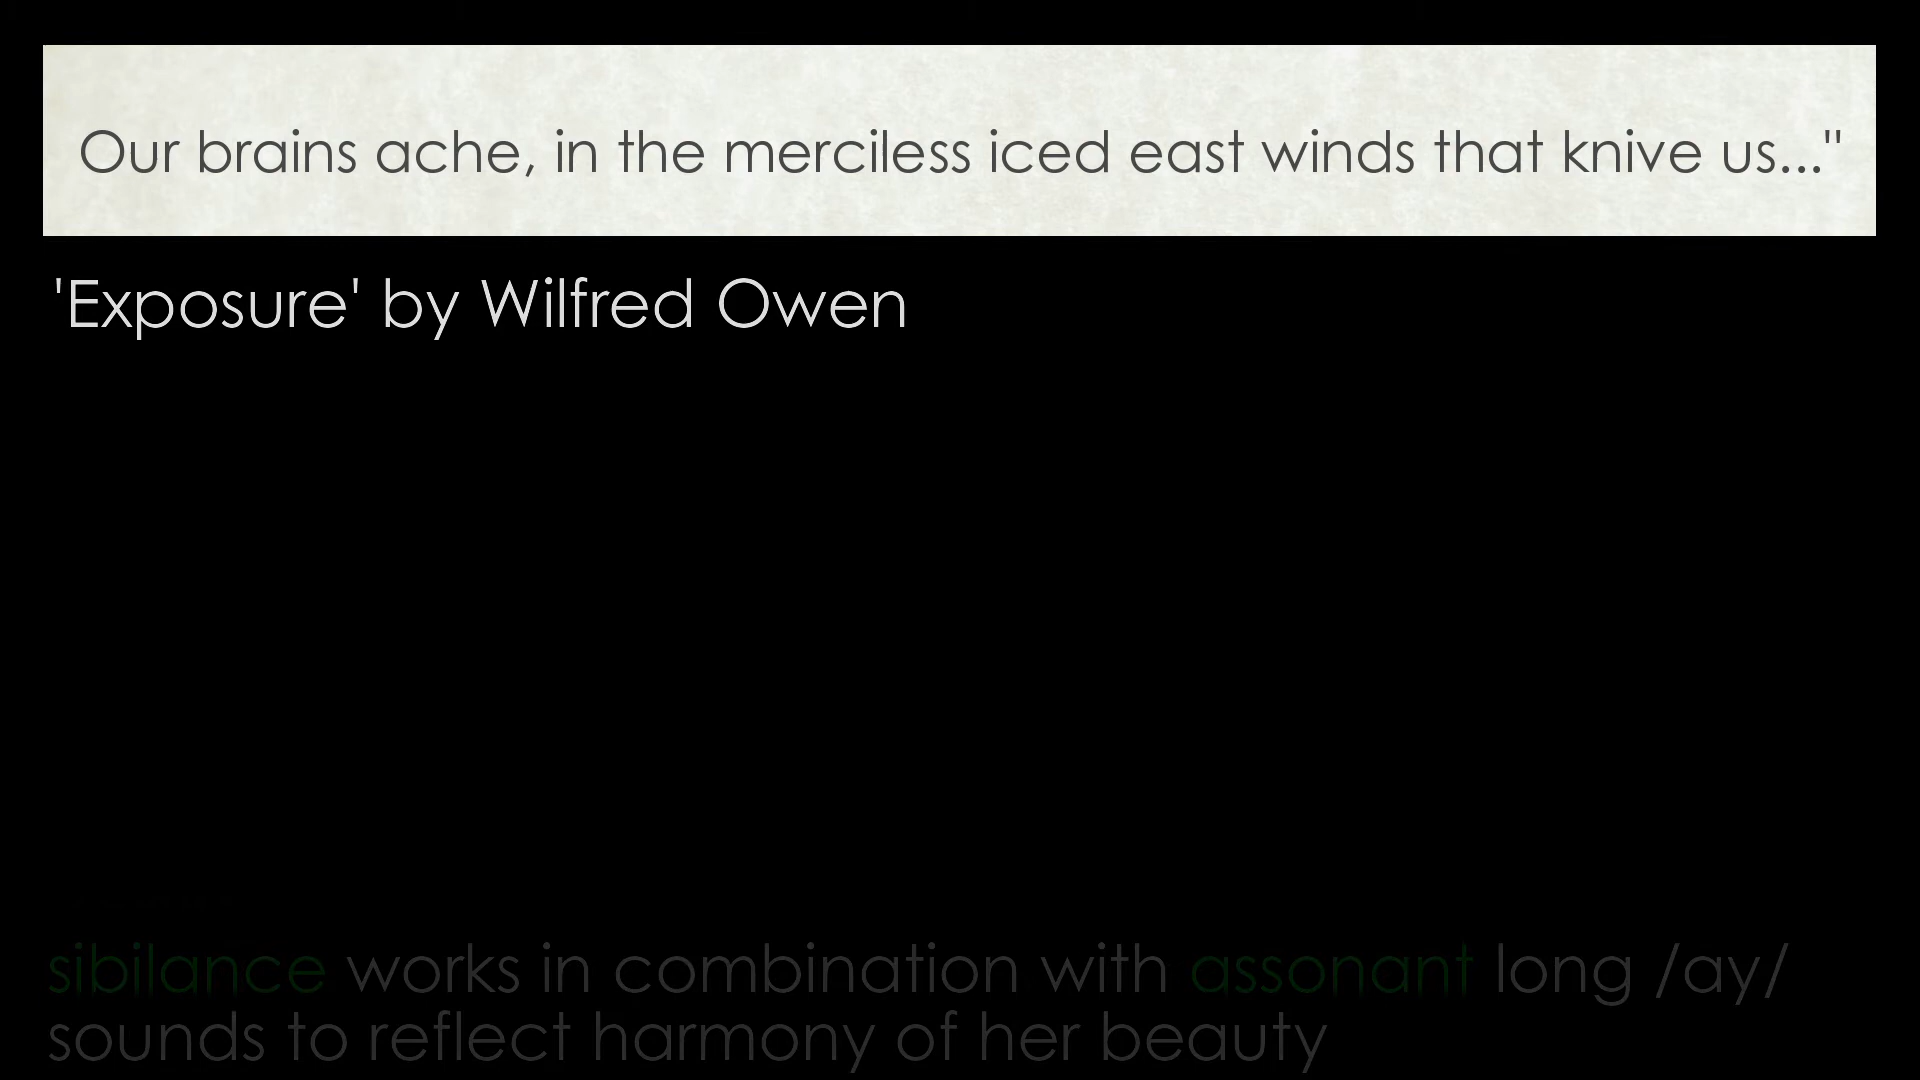 Our brains ache, in the merciless iced east winds that knive us..."
'Exposure' by Wilfred Owen
sibilance works in combination with assonant long /ay/
sounds to reflect harmony of her beauty